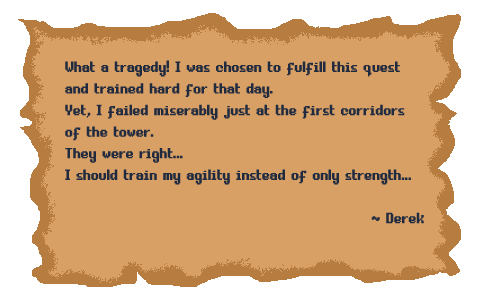 What a tragedy! I was chosen to fulfill this quest
and trained hard for that day.
Yet, I failed miserably just at the first corridors
of the tower.
They were right...
I should train my agility instead of only strength...
~ Derek